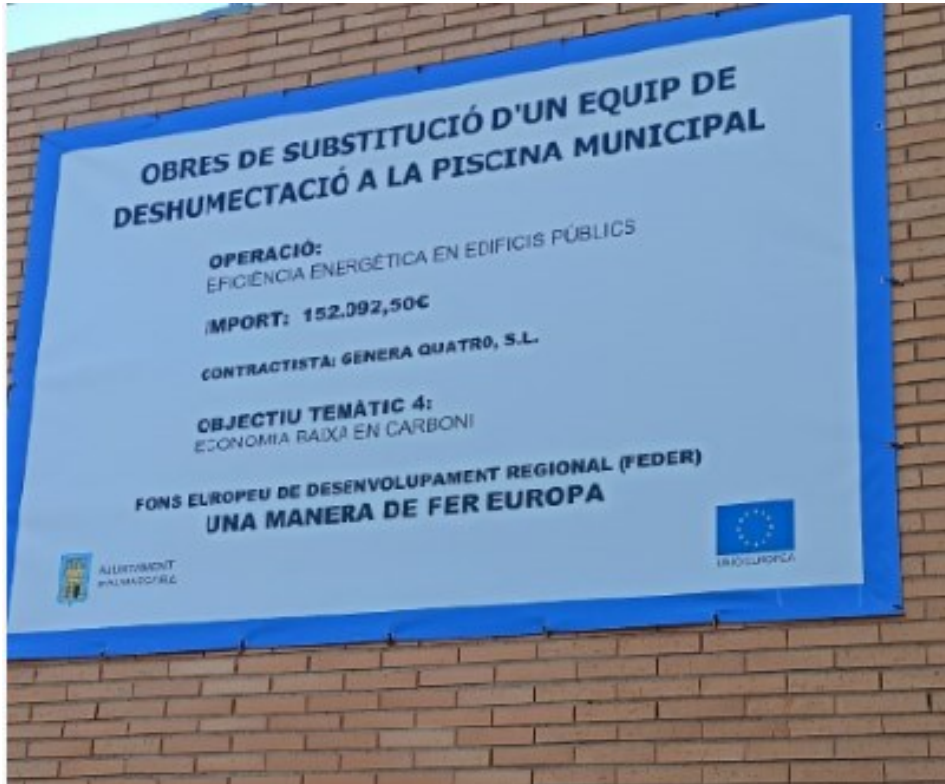 OBRES DE SUBSTITUCIÓ D'UN EQUIP DE
DESHUMECTACIÓ A LA PISCINA MUNICIPAL
OPERACIÓ:
EFICIÈNCIA ENERGÈTICA EN EDIFICIS PÚBLICS
IMPORT: 152.092,50€
CONTRACTISTA: GENERA QUATRO, S.L.
OBJECTIU TEMÀTIC 4:
ECONOMIA BAIXA EN CARBONI
FONS EUROPEU DE DESENVOLUPAMENT REGIONAL (FEDER)
UNA MANERA DE FER EUROPA
AJUNTAMENT
UNIÓ EUROPEA